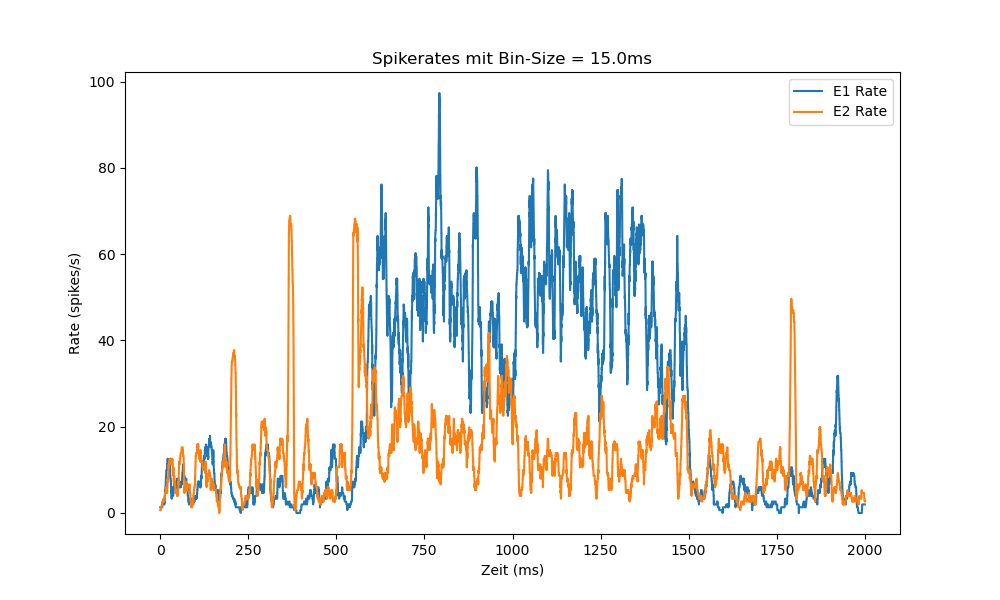 Spikerates mit Bin-Size = 15.0ms
E1 Rate
E2 Rate
100
80
60
40
20
0
Rate (spikes/s)
0 250 500 750 1000 1250 1500 1750 2000
Zeit (ms)